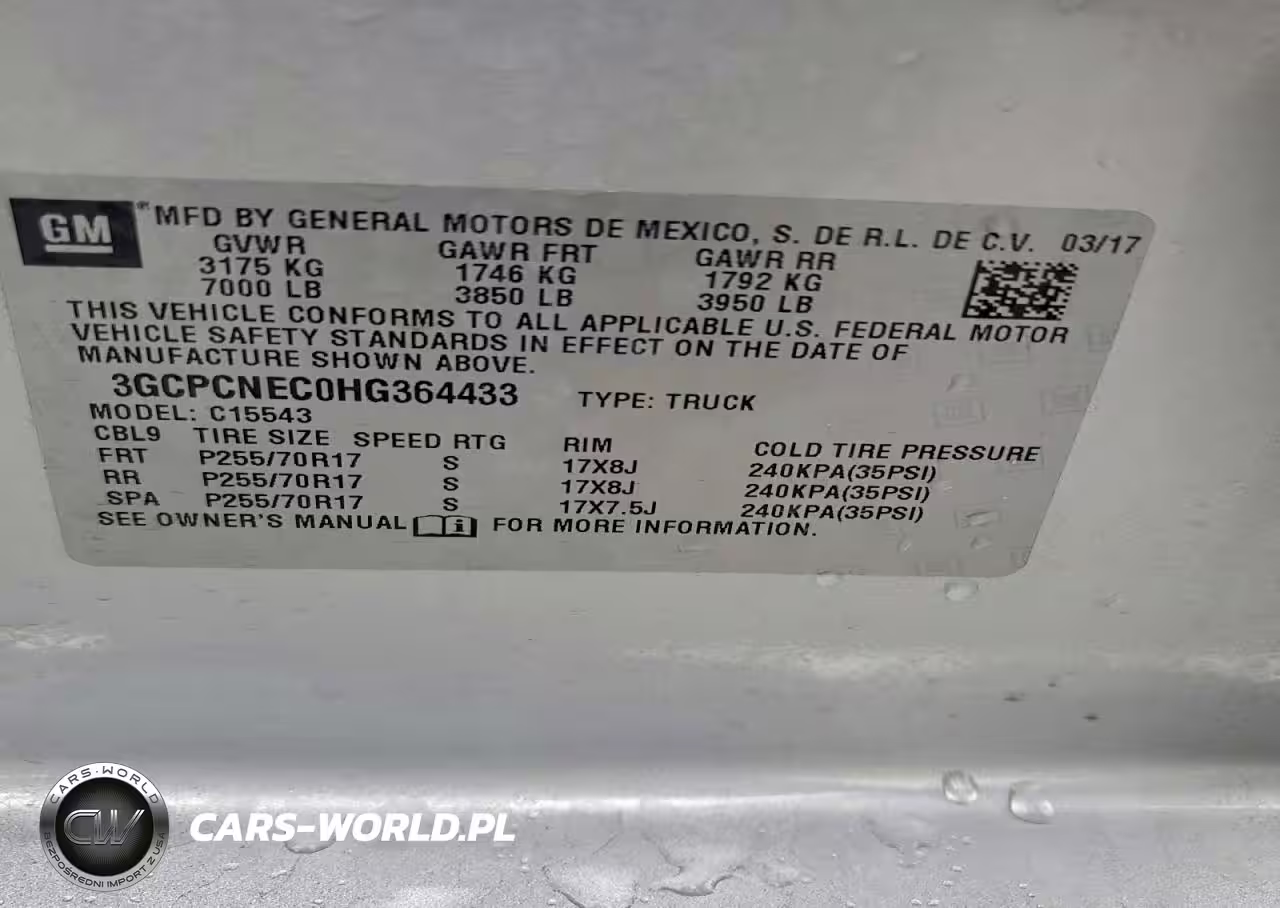 GM
MFD BY GENERAL MOTORS DE MEXICO, S. DE R.L. DE C.V. 03/17
GVWR GAWR FRT GAWR RR
3175 KG 1746 KG 1792 KG
7000 LB 3850 LB 3950 LB
THIS VEHICLE CONFORMS TO ALL APPLICABLE U.S. FEDERAL MOTOR
VEHICLE SAFETY STANDARDS IN EFFECT ON THE DATE OF
MANUFACTURE SHOWN ABOVE.
3GCPCNEC0HG364433 TYPE: TRUCK
MODEL: C15543
CBL9 TIRE SIZE SPEED RTG RIM COLD TIRE PRESSURE
FRT P255/70R17 S 17X8J 240KPA(35PSI)
RR P255/70R17 S 17X8J 240KPA(35PSI)
SPA P255/70R17 S 17X7.5J 240KPA(35PSI)
SEE OWNER'S MANUAL i FOR MORE INFORMATION.
CARS-WORLD
CW
BEZPOŚREDNI IMPORT Z USA
CARS-WORLD.PL